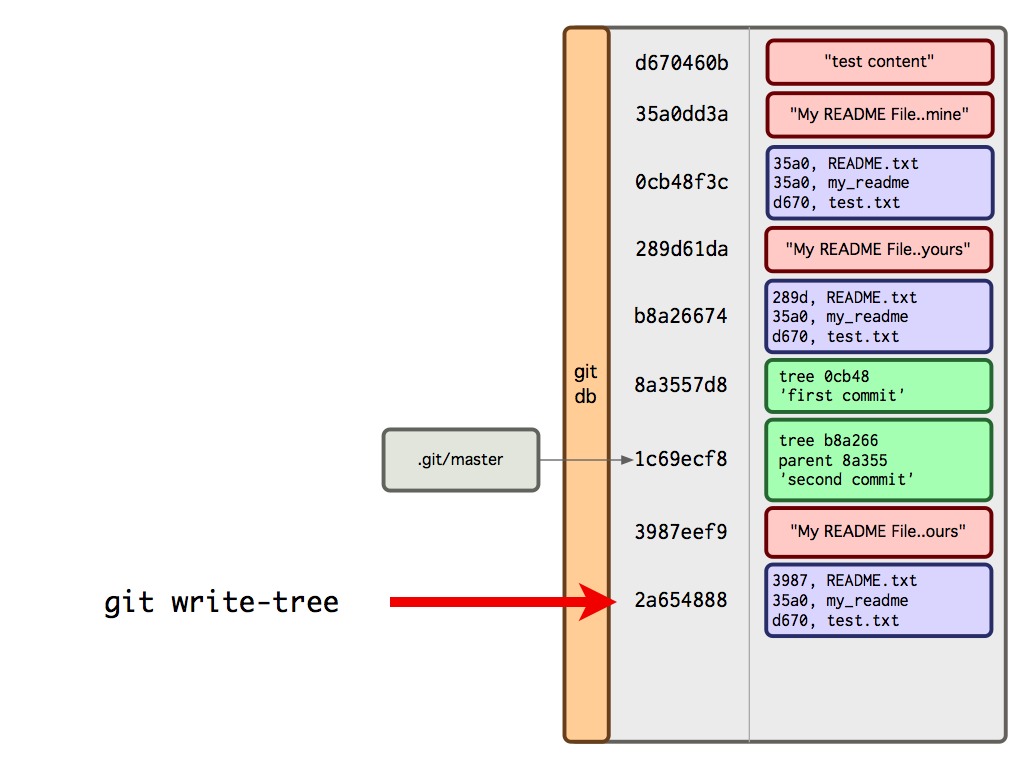 d670460b
"test content"
35a0dd3a
"My README File..mine"
0cb48f3c
35a0, README.txt
35a0, my_readme
d670, test.txt
289d61da
"My README File..yours"
b8a26674
289d, README.txt
35a0, my_readme
d670, test.txt
git
db
8a3557d8
tree 0cb48
'first commit'
.git/master
1c69ecf8
tree b8a266
parent 8a355
'second commit'
3987eef9
"My README File..ours"
git write-tree
2a654888
3987, README.txt
35a0, my_readme
d670, test.txt